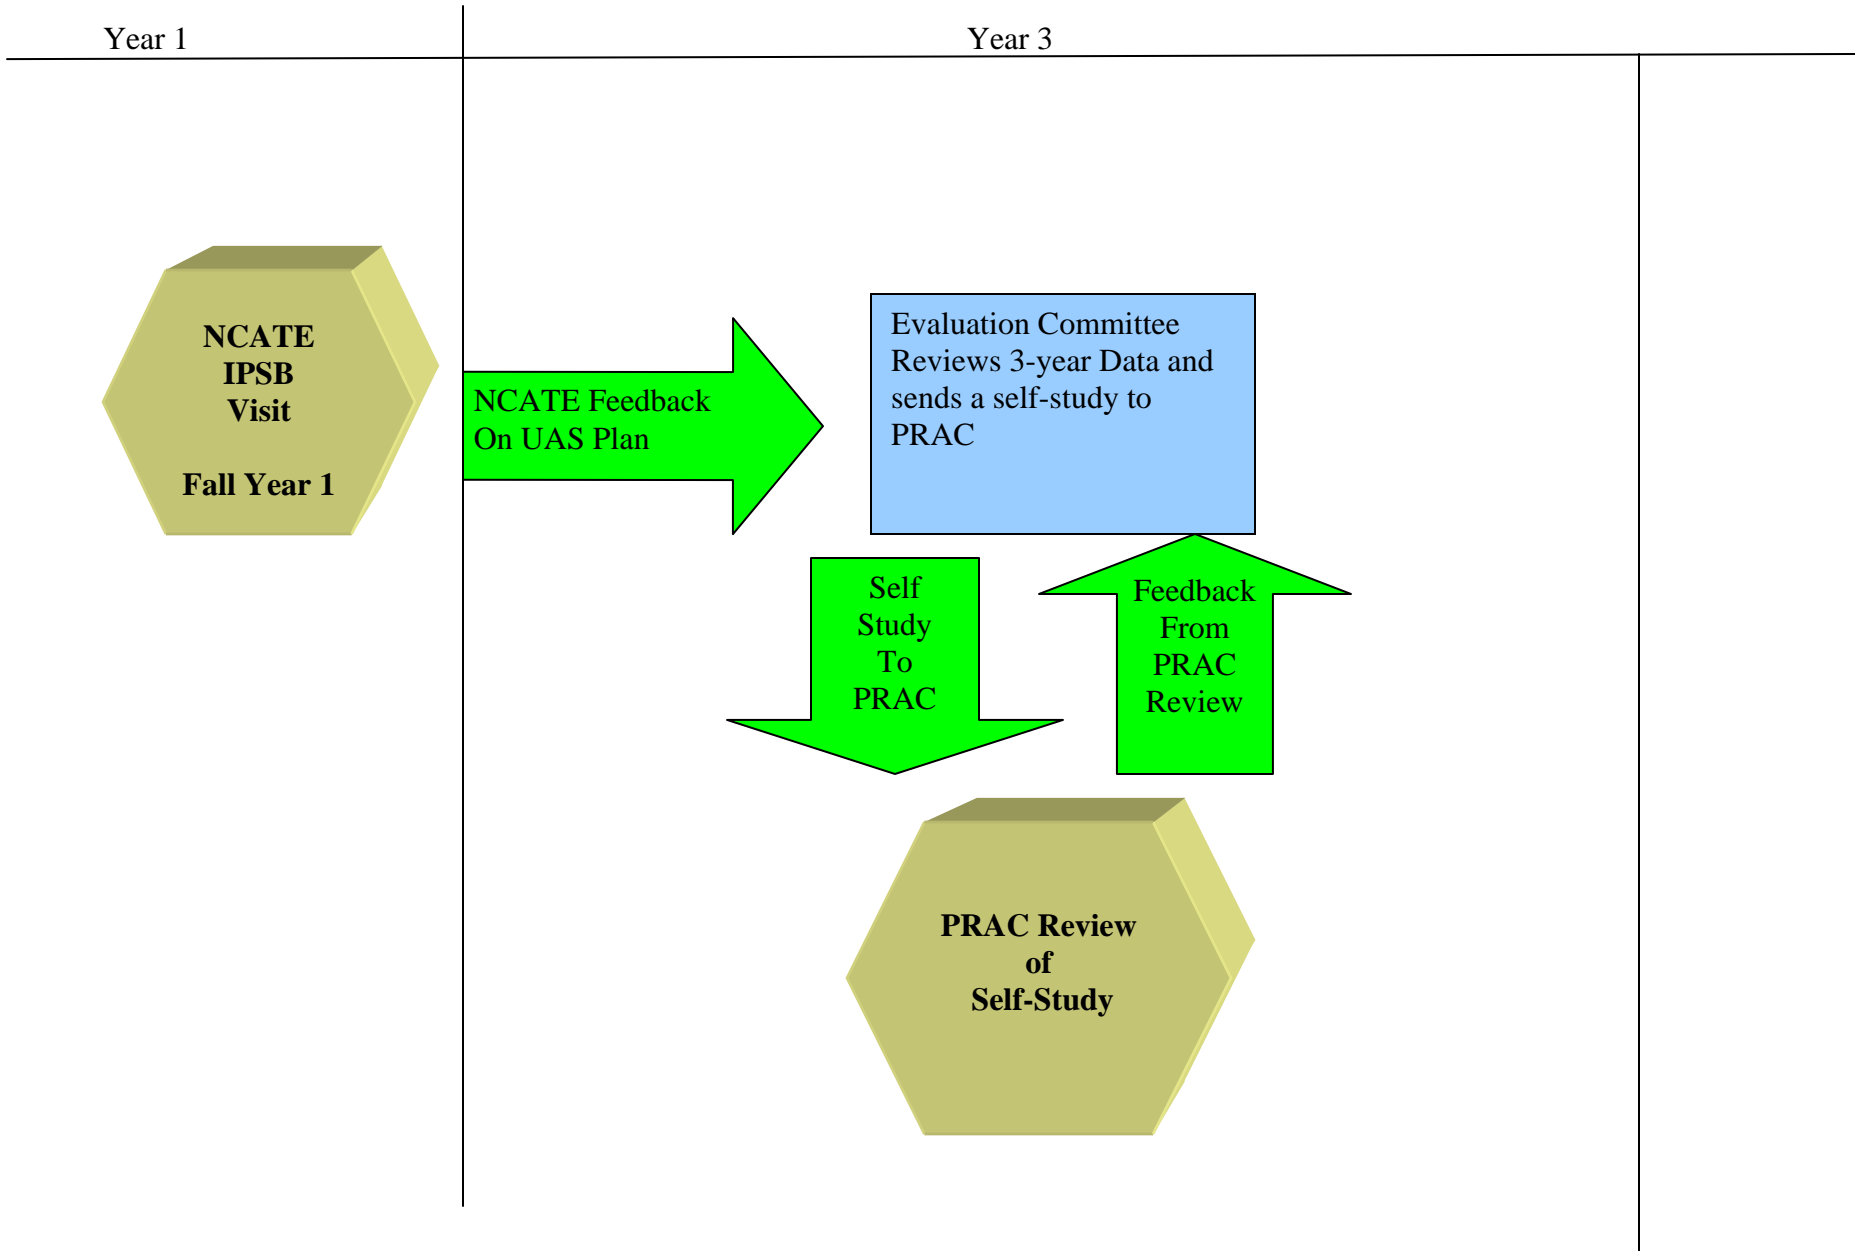 Year 1
Year 3
NCATE
IPSB
Visit
Fall Year 1
NCATE Feedback
On UAS Plan
Evaluation Committee
Reviews 3-year Data and
sends a self-study to
PRAC
Self
Study
To
PRAC
Feedback
From
PRAC
Review
PRAC Review
of
Self-Study